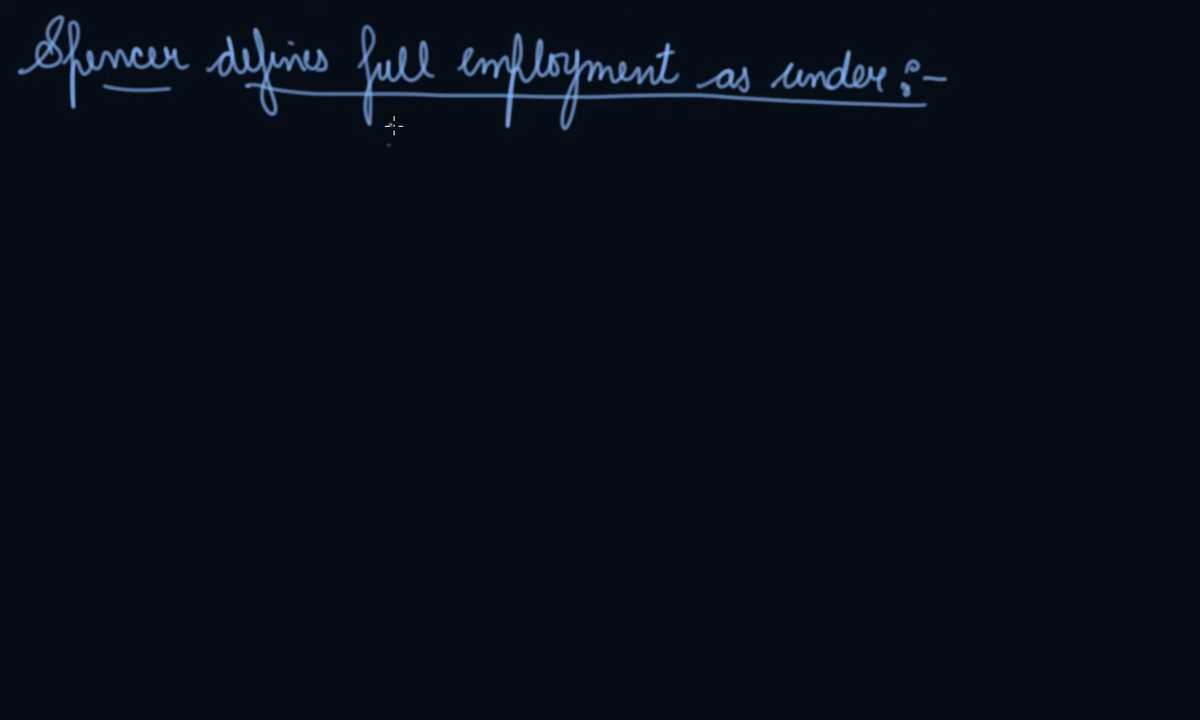 Spencer defines full employment as under :-